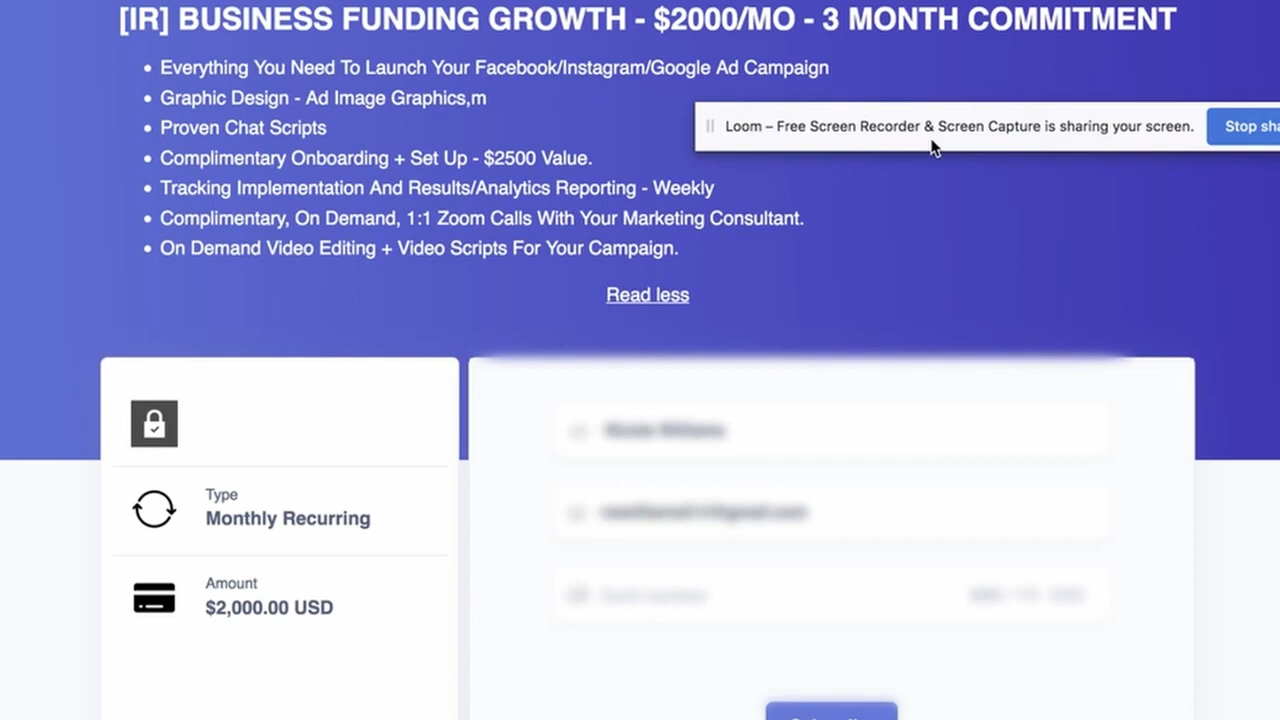 [IR] BUSINESS FUNDING GROWTH - $2000/MO - 3 MONTH COMMITMENT
• Everything You Need To Launch Your Facebook/Instagram/Google Ad Campaign
• Graphic Design - Ad Image Graphics,m
Loom – Free Screen Recorder & Screen Capture is sharing your screen.
Stop sha
• Proven Chat Scripts
• Complimentary Onboarding + Set Up - $2500 Value.
• Tracking Implementation And Results/Analytics Reporting - Weekly
• Complimentary, On Demand, 1:1 Zoom Calls With Your Marketing Consultant.
• On Demand Video Editing + Video Scripts For Your Campaign.
Read less
Type
Monthly Recurring
Amount
$2,000.00 USD